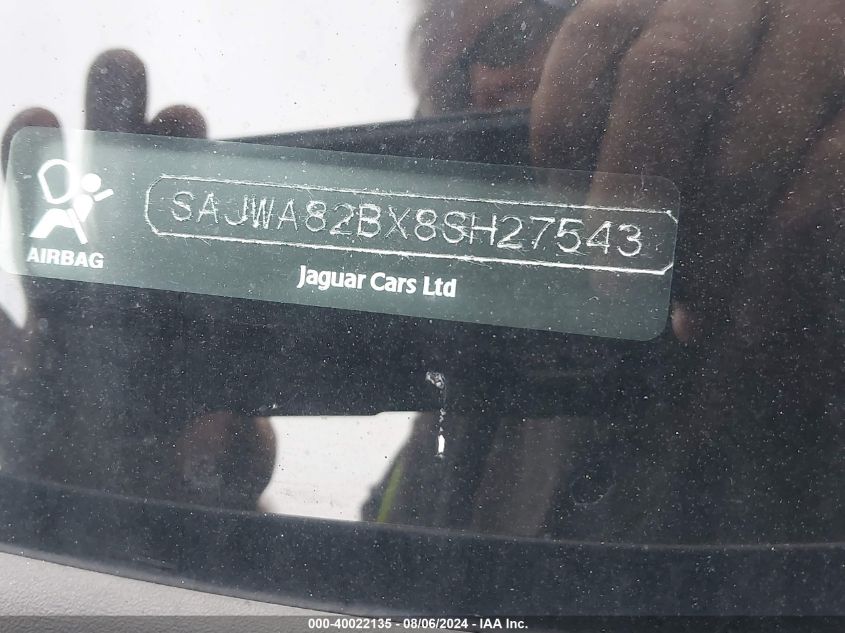 SAJWA82BX8SH27543
AIRBAG
Jaguar Cars Ltd
000-40022135 - 08/06/2024 - IAA Inc.